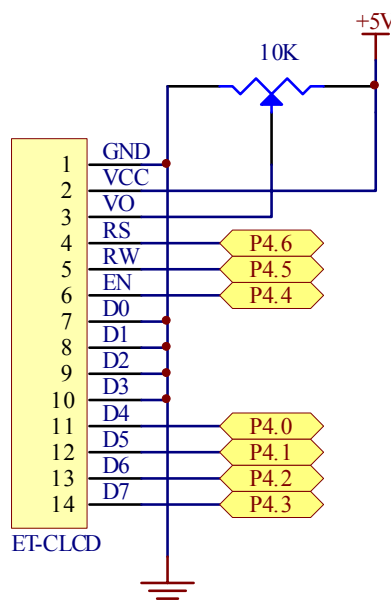 +5V
10K
1 GND
2 VCC
3 VO
4 RS P4.6
5 RW P4.5
6 EN P4.4
7 D0
8 D1
9 D2
10 D3
11 D4 P4.0
12 D5 P4.1
13 D6 P4.2
14 D7 P4.3
ET-CLCD